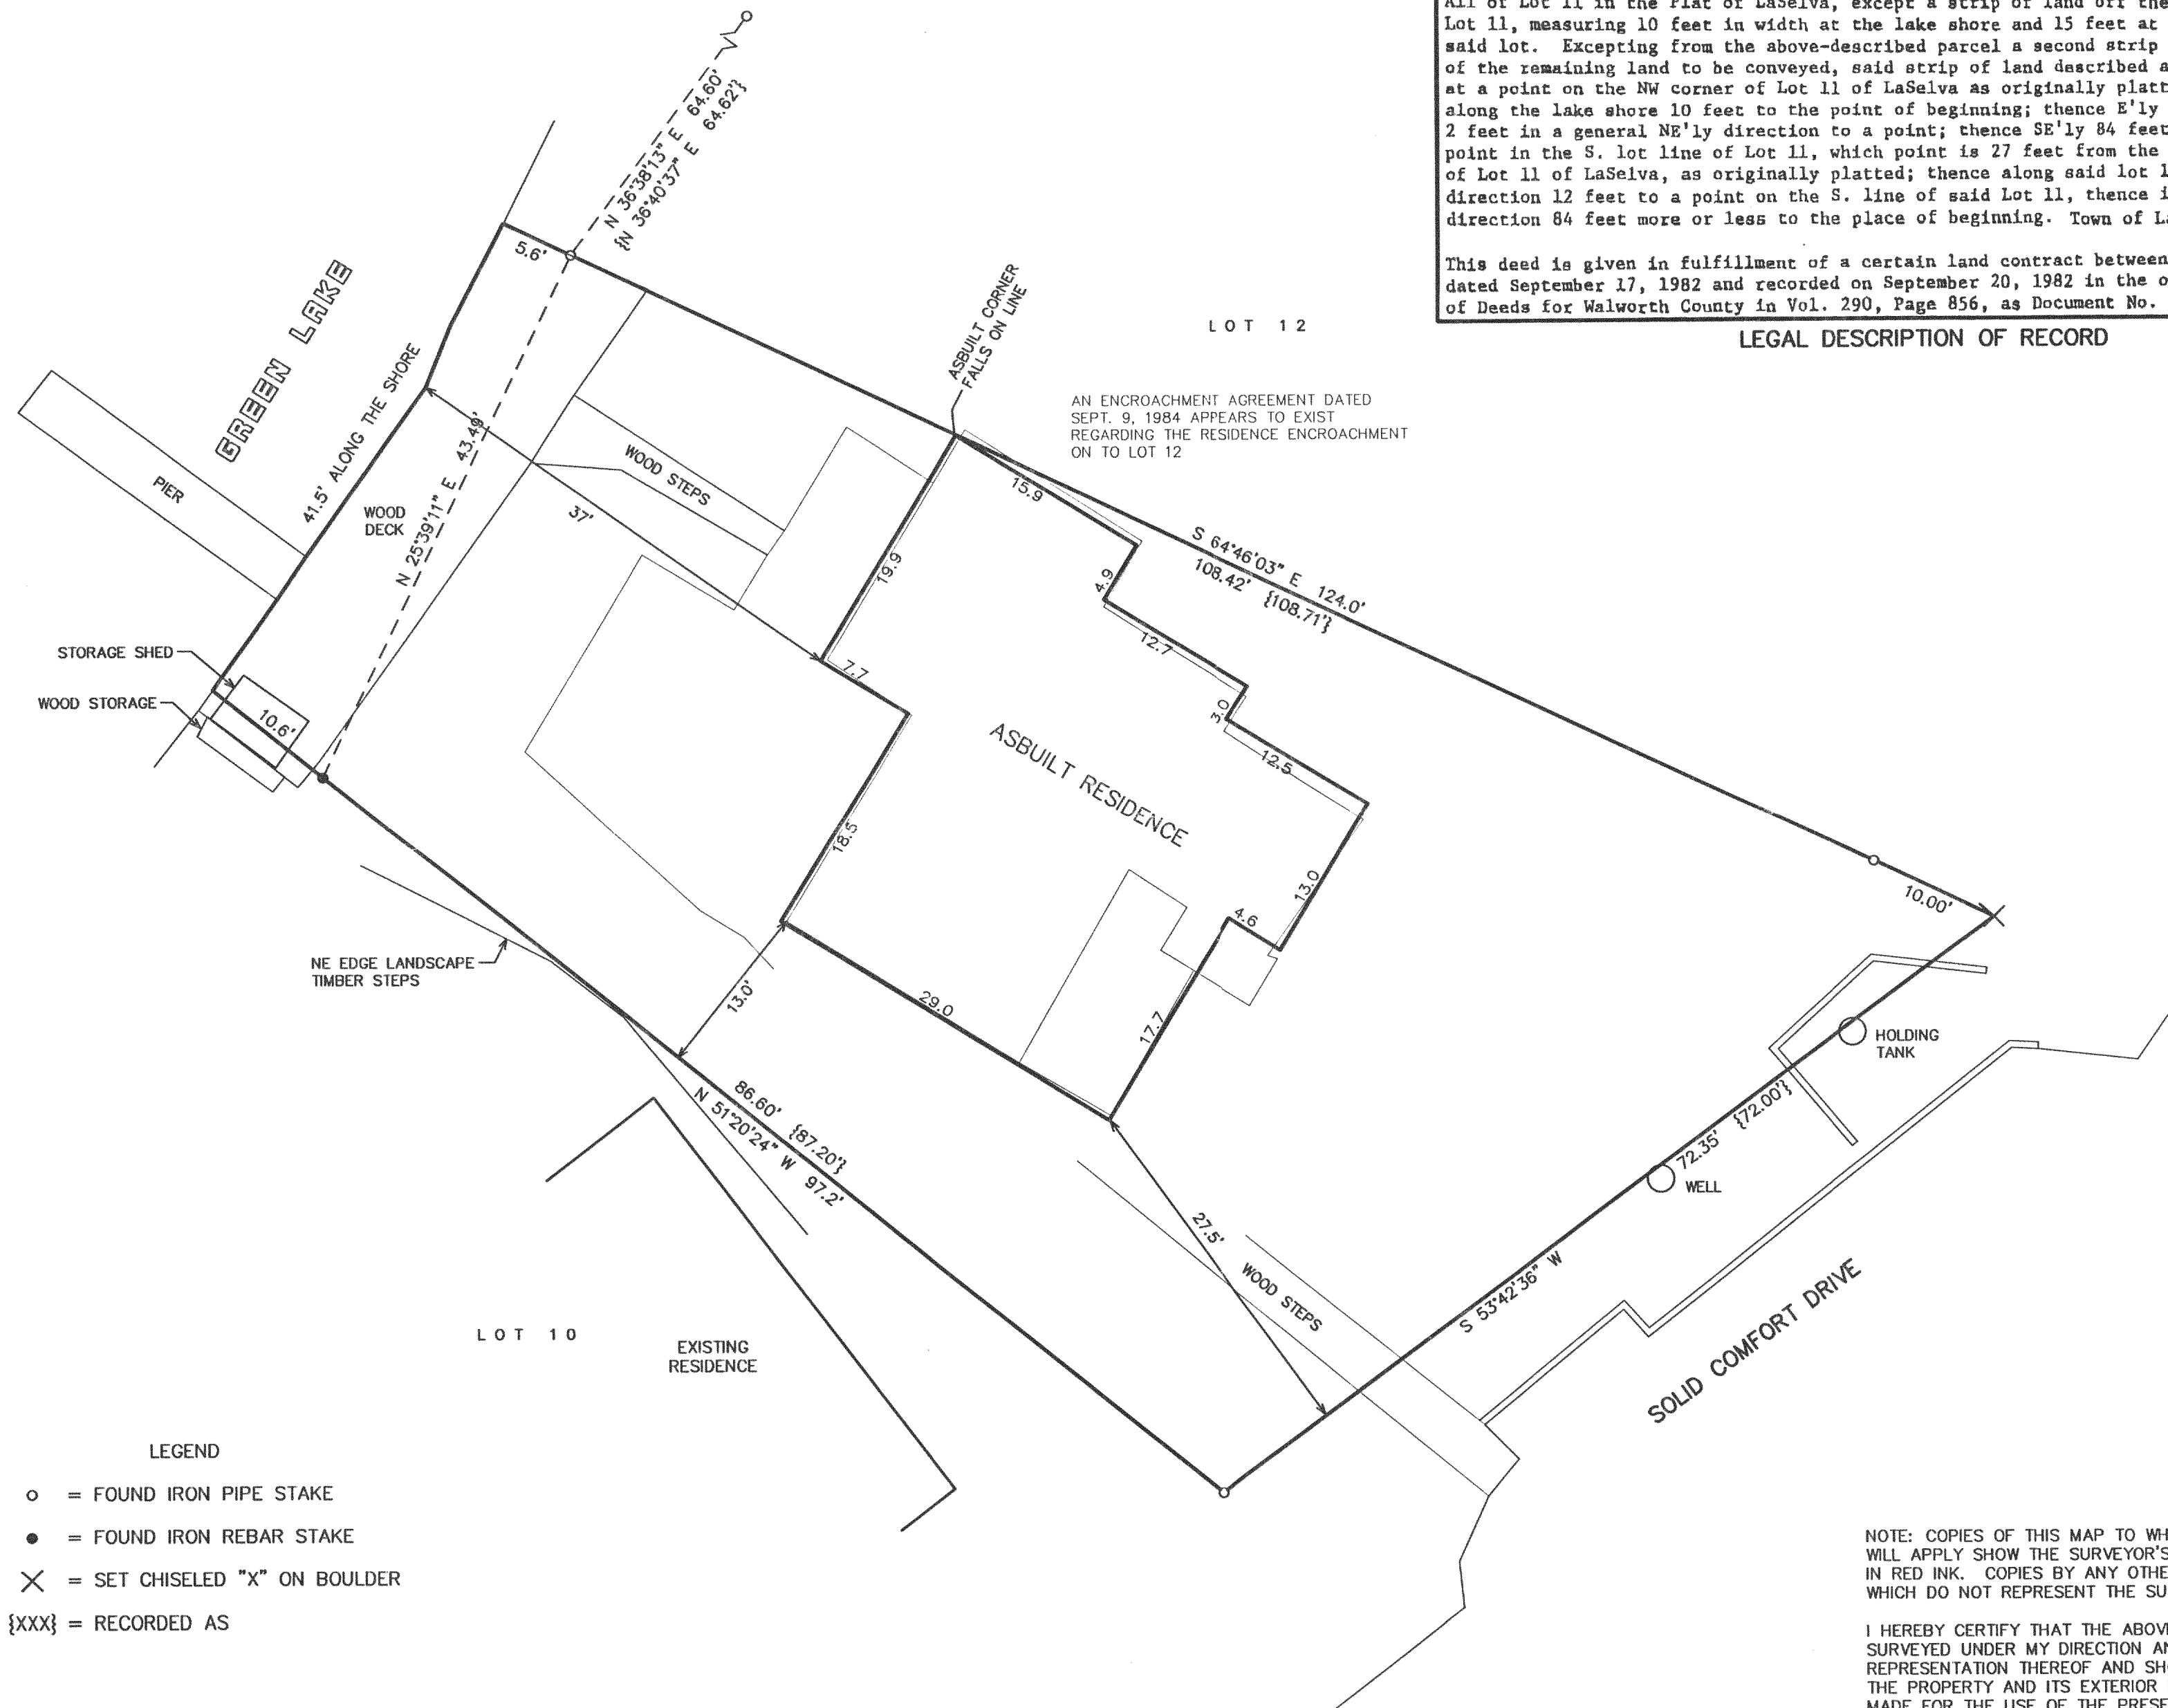 All of Lot 11 in the Plat of LaSelva, except a strip of land off the
Lot 11, measuring 10 feet in width at the lake shore and 15 feet at
said lot. Excepting from the above-described parcel a second strip
of the remaining land to be conveyed, said strip of land described a
at a point on the NW corner of Lot 11 of LaSelva as originally platt
along the lake shore 10 feet to the point of beginning; thence E'ly
2 feet in a general NE'ly direction to a point; thence SE'ly 84 feet
point in the S. lot line of Lot 11, which point is 27 feet from the
of Lot 11 of LaSelva, as originally platted; thence along said lot l
direction 12 feet to a point on the S. line of said Lot 11, thence i
direction 84 feet more or less to the place of beginning. Town of La
This deed is given in fulfillment of a certain land contract between
dated September 17, 1982 and recorded on September 20, 1982 in the o
of Deeds for Walworth County in Vol. 290, Page 856, as Document No.
LEGAL DESCRIPTION OF RECORD
N 36°38'13" E 64.60'
{N 36°40'37" E 64.62'}
5.6'
GREEN LAKE
41.5' ALONG THE SHORE
PIER
WOOD
DECK
N 25°39'11" E 43.49'
ASBUILT CORNER
FALLS ON LINE
LOT 12
AN ENCROACHMENT AGREEMENT DATED
SEPT. 9, 1984 APPEARS TO EXIST
REGARDING THE RESIDENCE ENCROACHMENT
ON TO LOT 12
WOOD STEPS
37'
15.9
19.9
4.9
S 64°46'03" E 124.0'
108.42' {108.71'}
12.7
7.7
3.0
12.5
STORAGE SHED
WOOD STORAGE
10.6'
ASBUILT RESIDENCE
18.5
13.0
4.6
10.00'
NE EDGE LANDSCAPE
TIMBER STEPS
13.0'
29.0
17.7
HOLDING
TANK
86.60' {87.20'}
N 51°20'24" W 97.2'
72.35' {72.00'}
WELL
27.5'
WOOD STEPS
S 53°42'36" W
SOLID COMFORT DRIVE
LOT 10
EXISTING
RESIDENCE
LEGEND
o = FOUND IRON PIPE STAKE
● = FOUND IRON REBAR STAKE
X = SET CHISELED "X" ON BOULDER
{XXX} = RECORDED AS
NOTE: COPIES OF THIS MAP TO WH
WILL APPLY SHOW THE SURVEYOR'S
IN RED INK. COPIES BY ANY OTHE
WHICH DO NOT REPRESENT THE SU
I HEREBY CERTIFY THAT THE ABOVE
SURVEYED UNDER MY DIRECTION AN
REPRESENTATION THEREOF AND SH
THE PROPERTY AND ITS EXTERIOR
MADE FOR THE USE OF THE PRESE